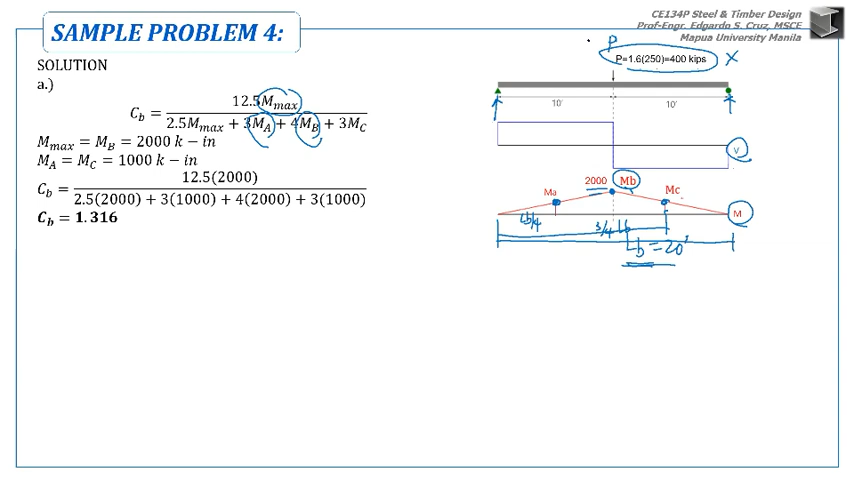 CE134P Steel & Timber Design
Prof-Engr. Edgardo S. Cruz, MSCE
Mapua University Manila
SAMPLE PROBLEM 4:
SOLUTION
a.)
C_b = 12.5M_max / 2.5M_max + 3M_A + 4M_B + 3M_C
M_max = M_B = 2000 k − in
M_A = M_C = 1000 k − in
C_b = 12.5(2000) / 2.5(2000) + 3(1000) + 4(2000) + 3(1000)
C_b = 1.316
P
P=1.6(250)=400 kips X
10' 10'
V
2000 Mb
Ma Mc
M
Lb/4 3/4 Lb
Lb = 20'